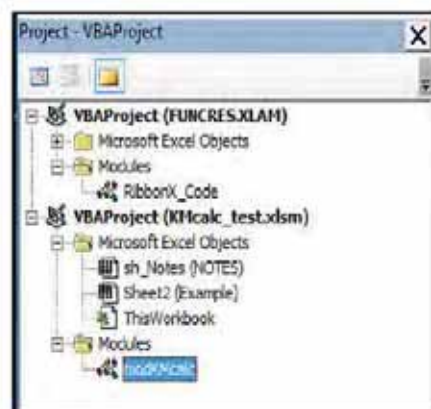 Project - VBAProject
VBAProject (FUNCRES.XLAM)
Microsoft Excel Objects
Modules
RibbonX_Code
VBAProject (KMcalc_test.xlsm)
Microsoft Excel Objects
sh_Notes (NOTES)
Sheet2 (Example)
ThisWorkbook
Modules
modKMcalc